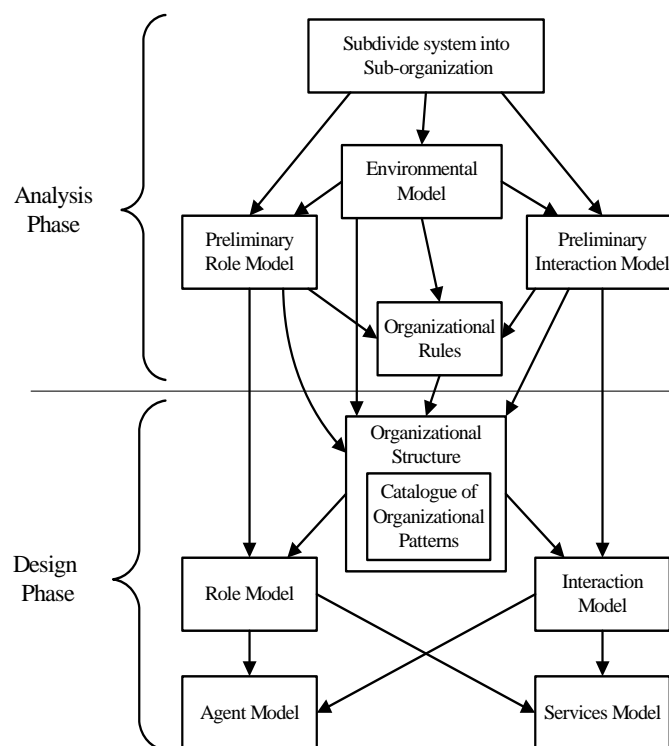 Subdivide system into
Sub-organization
Environmental
Model
Analysis
Phase
Preliminary
Role Model
Preliminary
Interaction Model
Organizational
Rules
Organizational
Structure
Catalogue of
Organizational
Patterns
Design
Phase
Role Model
Interaction
Model
Agent Model
Services Model